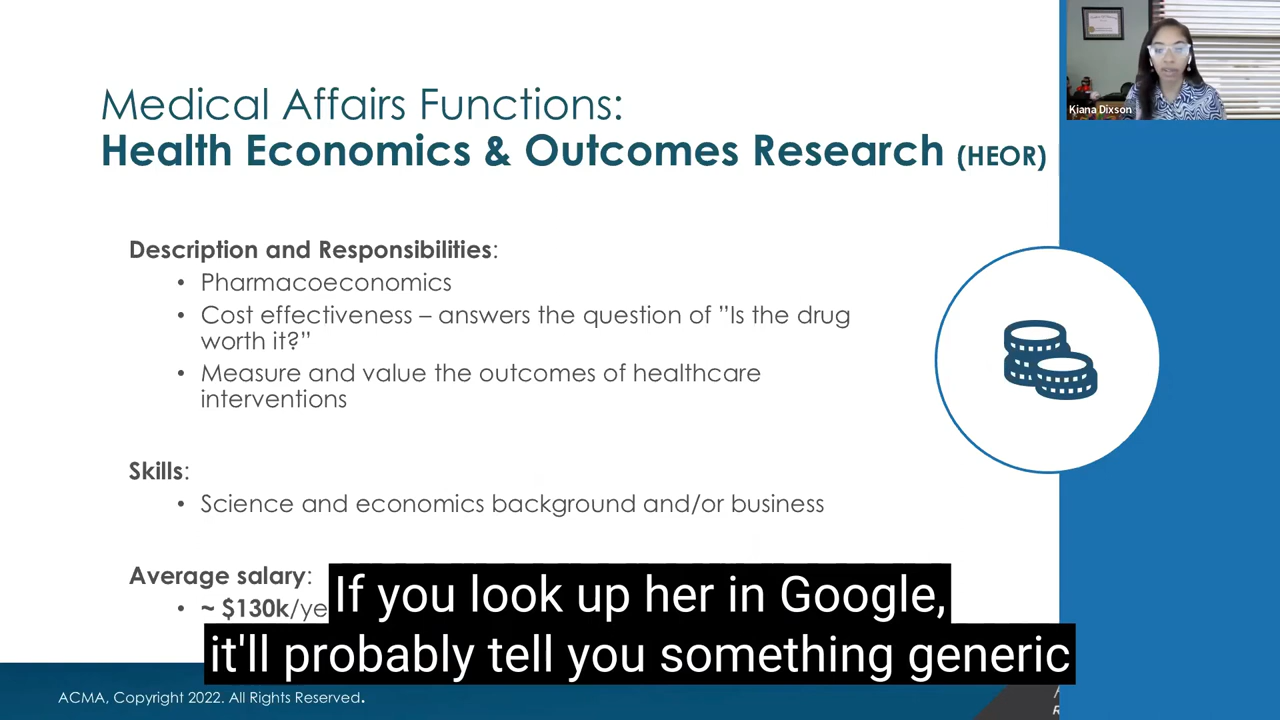 Medical Affairs Functions:
Health Economics & Outcomes Research (HEOR)
Kiana Dixson
Description and Responsibilities:
• Pharmacoeconomics
• Cost effectiveness – answers the question of ”Is the drug
worth it?”
• Measure and value the outcomes of healthcare
interventions
Skills:
• Science and economics background and/or business
Average salary:
• ~ $130k/ye
If you look up her in Google,
it'll probably tell you something generic
ACMA, Copyright 2022. All Rights Reserved.